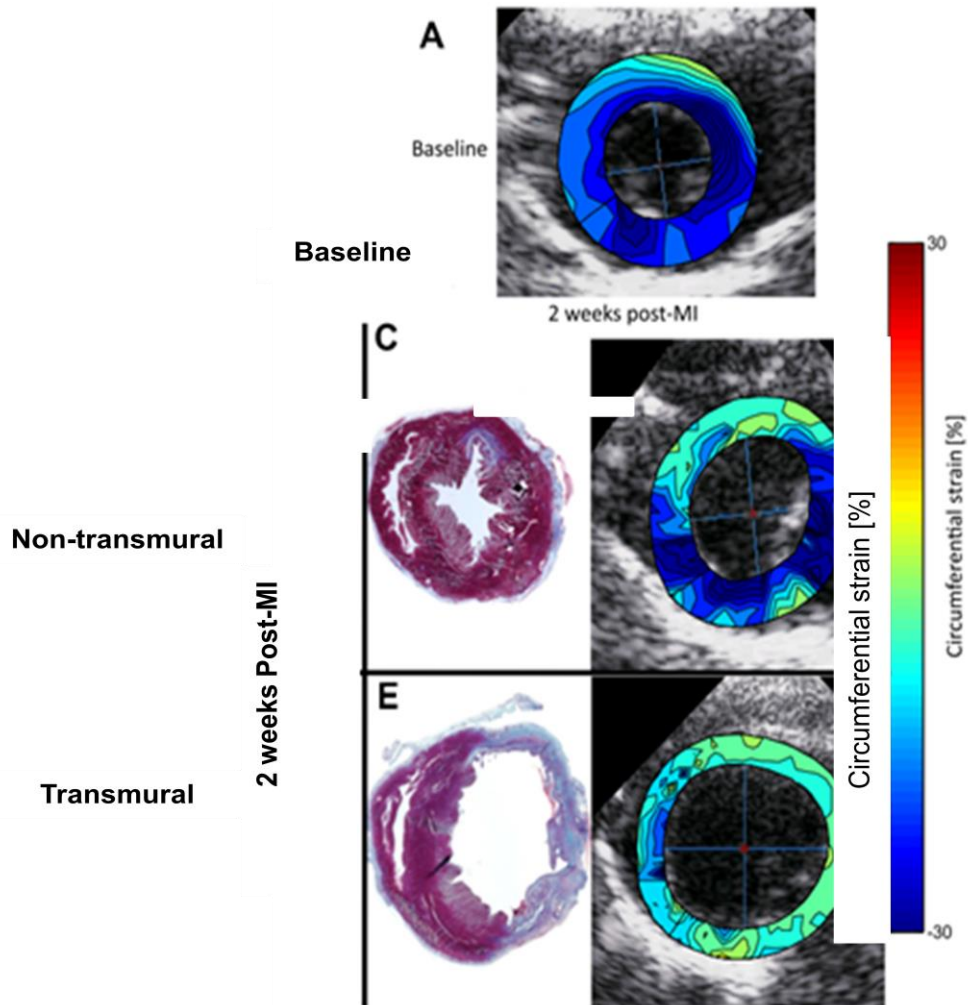 A
Baseline
Baseline
2 weeks post-MI
C
30
Non-transmural
2 weeks Post-MI
Circumferential strain [%]
Circumferential strain [%]
E
Transmural
-30